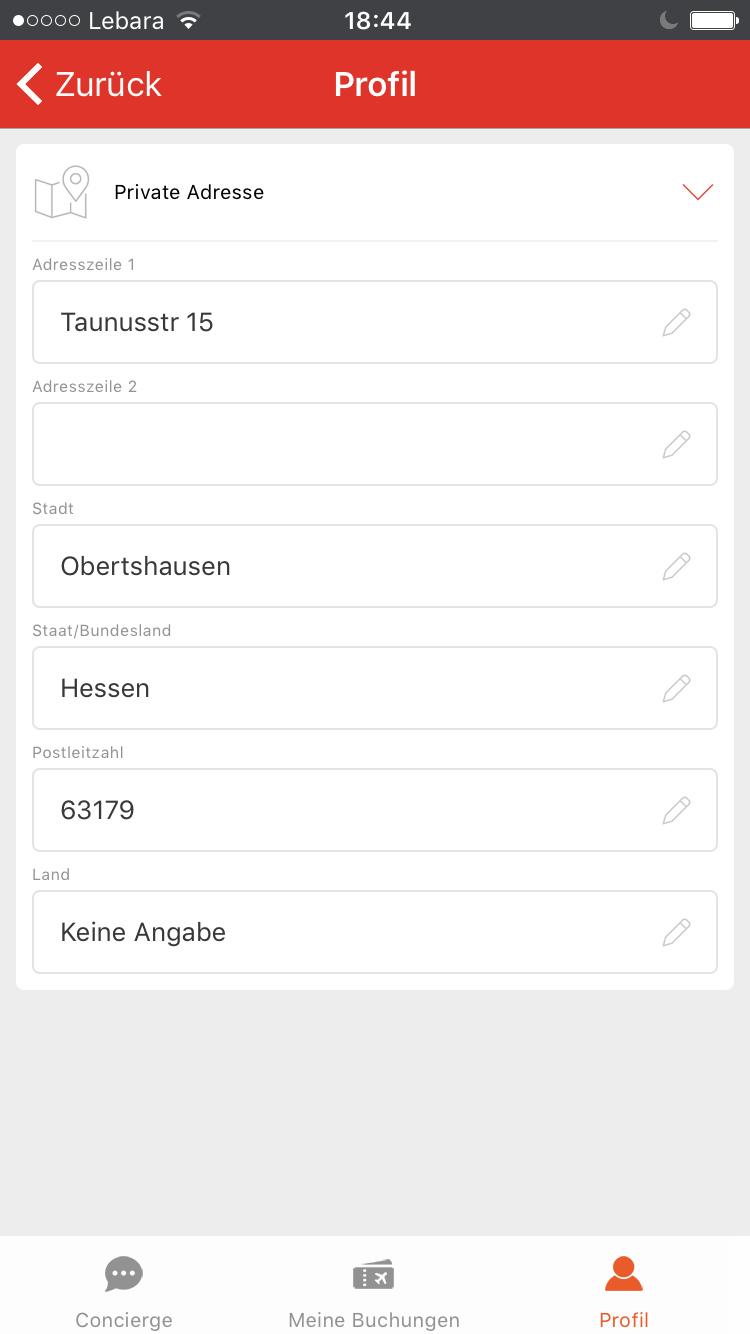 Lebara 18:44
Zurück Profil
Private Adresse
Adresszeile 1
Taunusstr 15
Adresszeile 2
Stadt
Obertshausen
Staat/Bundesland
Hessen
Postleitzahl
63179
Land
Keine Angabe
Concierge Meine Buchungen Profil